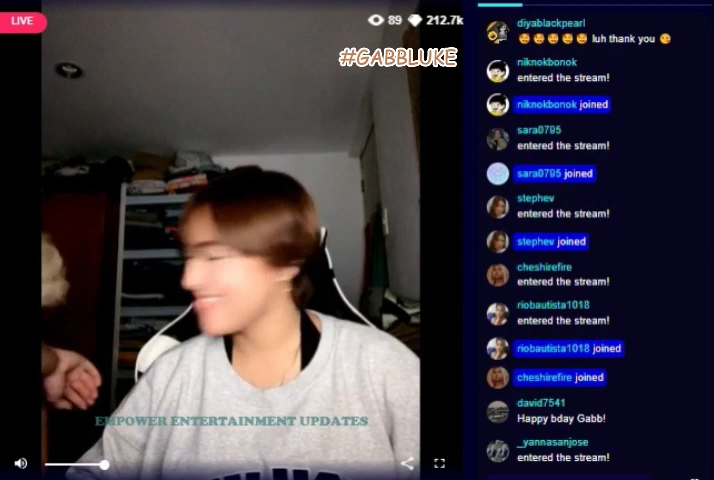 LIVE
89 212.7k
#GABBLUKE
EMPOWER ENTERTAINMENT UPDATES
diyablackpearl
🤩🤩🤩🤩🤩 luh thank you 😘
niknokbonok
entered the stream!
niknokbonok joined
sara0795
entered the stream!
sara0795 joined
stephev
entered the stream!
stephev joined
cheshirefire
entered the stream!
riobautista1018
entered the stream!
riobautista1018 joined
cheshirefire joined
david7541
Happy bday Gabb!
_yannasanjose
entered the stream!